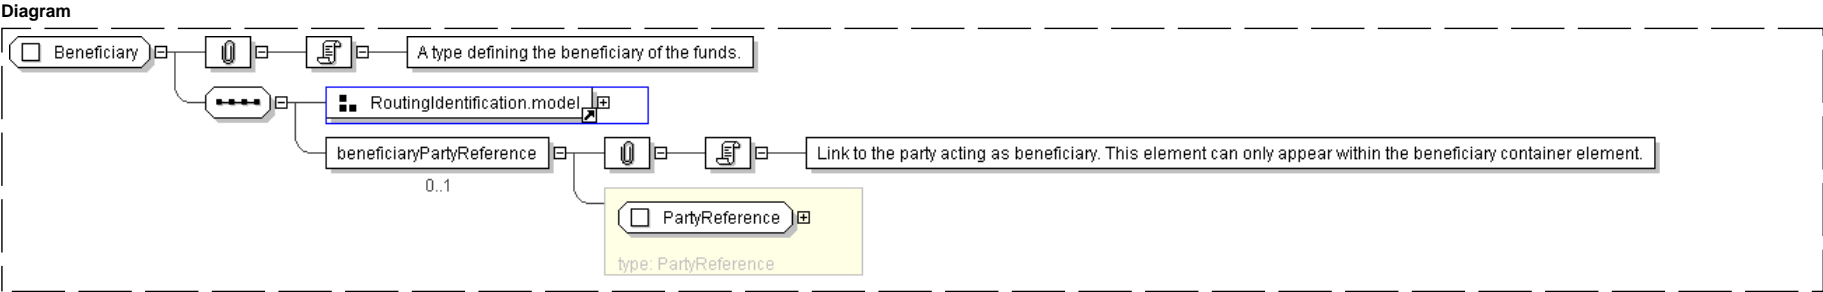 Diagram
Beneficiary
A type defining the beneficiary of the funds.
RoutingIdentification.model
beneficiaryPartyReference
Link to the party acting as beneficiary. This element can only appear within the beneficiary container element.
0..1
PartyReference
type: PartyReference